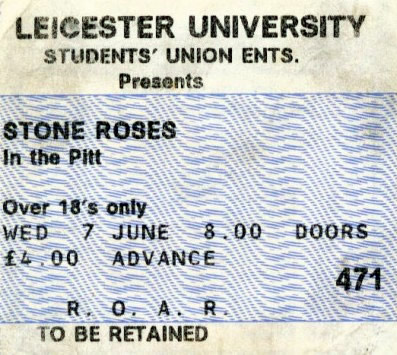 LEICESTER UNIVERSITY
STUDENTS' UNION ENTS.
Presents
STONE ROSES
In the Pitt
Over 18's only
WED 7 JUNE 8.00 DOORS
£4.00 ADVANCE
471
R. O. A. R.
TO BE RETAINED